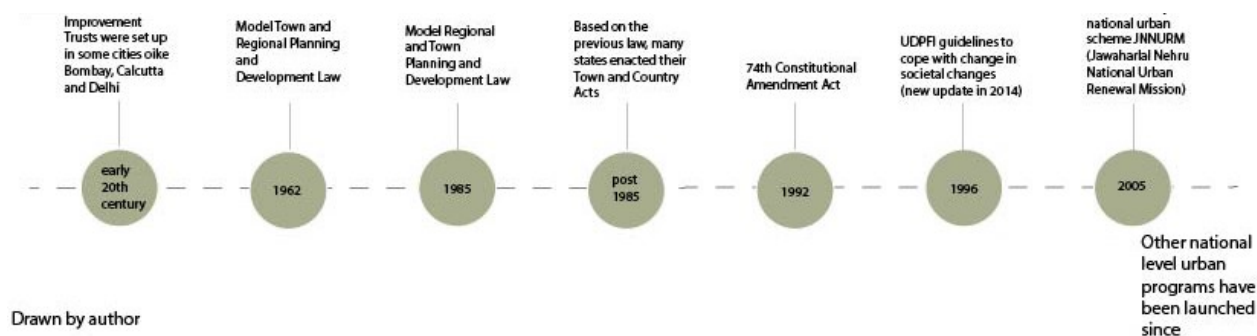 Improvement
Trusts were set up
in some cities oike
Bombay, Calcutta
and Delhi
early
20th
century
Model Town and
Regional Planning
and
Development Law
1962
Model Regional
and Town
Planning and
Development Law
1985
Based on the
previous law, many
states enacted their
Town and Country
Acts
post
1985
74th Constitutional
Amendment Act
1992
UDPFI guidelines to
cope with change in
societal changes
(new update in 2014)
1996
national urban
scheme JNNURM
(Jawaharlal Nehru
National Urban
Renewal Mission)
2005
Other national
level urban
programs have
been launched
since
Drawn by author